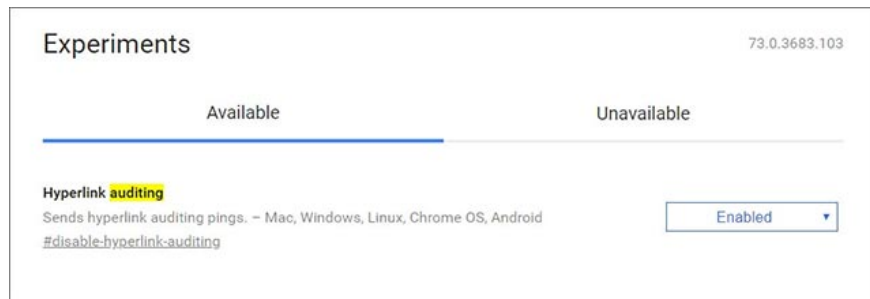 Experiments
73.0.3683.103
Available
Unavailable
Hyperlink auditing
Sends hyperlink auditing pings. – Mac, Windows, Linux, Chrome OS, Android
#disable-hyperlink-auditing
Enabled